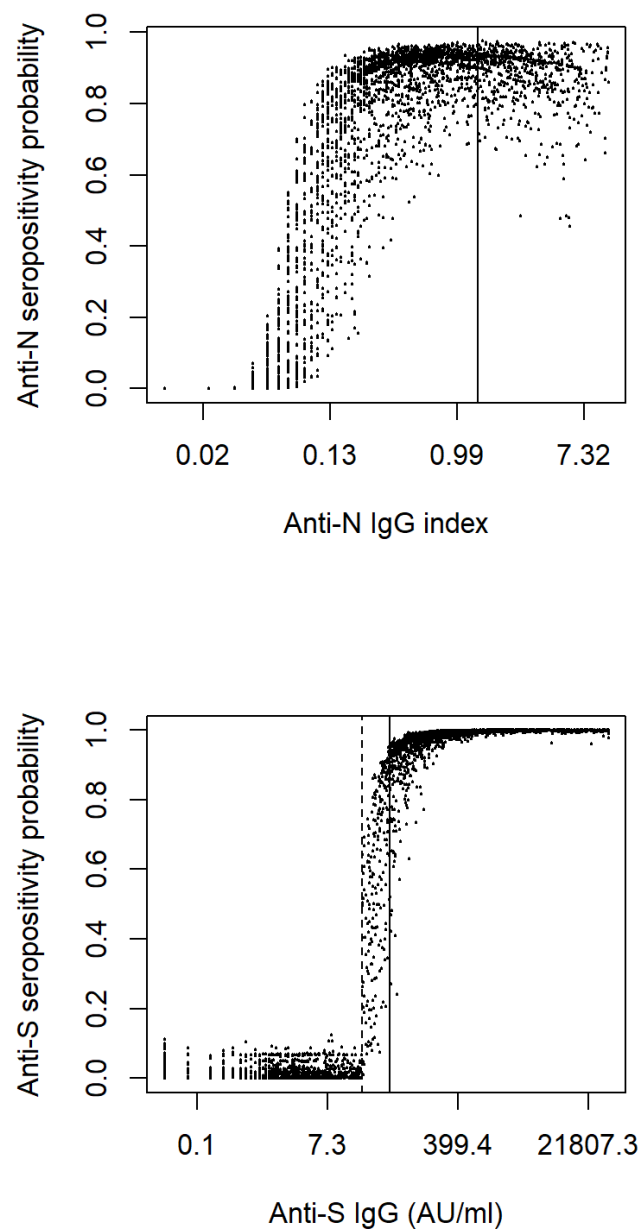 Anti-N seropositivity probability
1.0
0.8
0.6
0.4
0.2
0.0
0.02 0.13 0.99 7.32
Anti-N IgG index
Anti-S seropositivity probability
1.0
0.8
0.6
0.4
0.2
0.0
0.1 7.3 399.4 21807.3
Anti-S IgG (AU/ml)